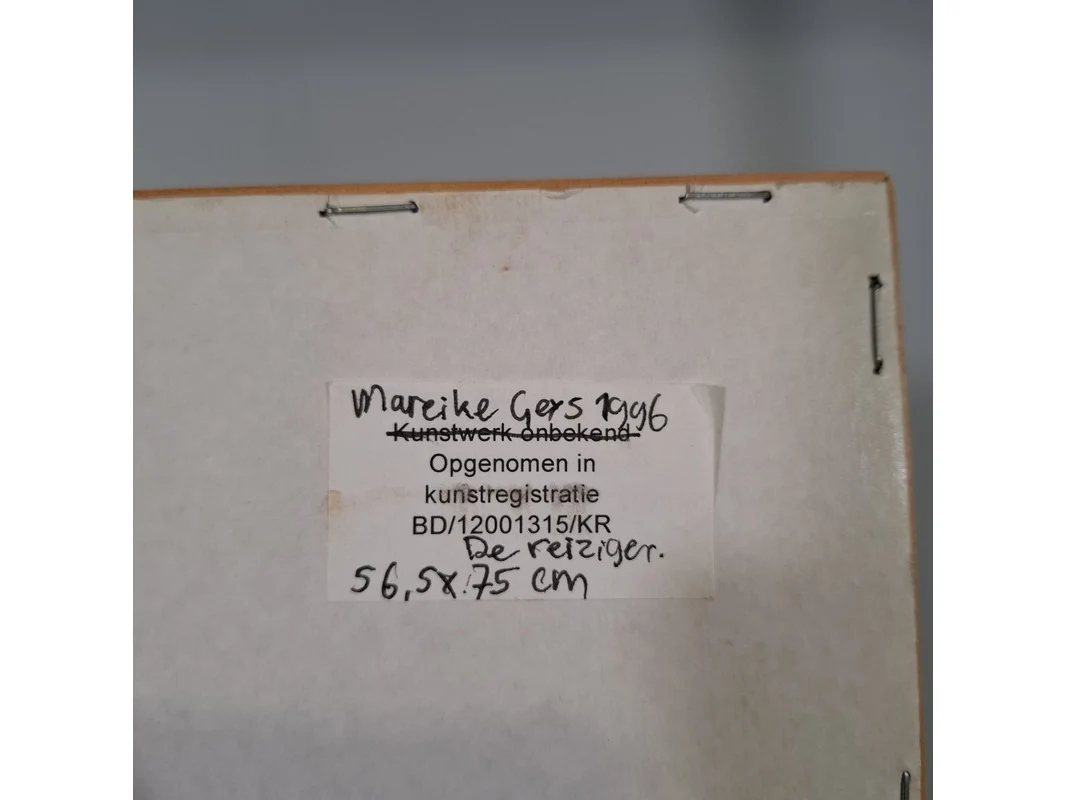 Mareike Gers 1996
Kunstwerk onbekend
Opgenomen in
kunstregistratie
BD/12001315/KR
De reiziger.
56,5x75 cm